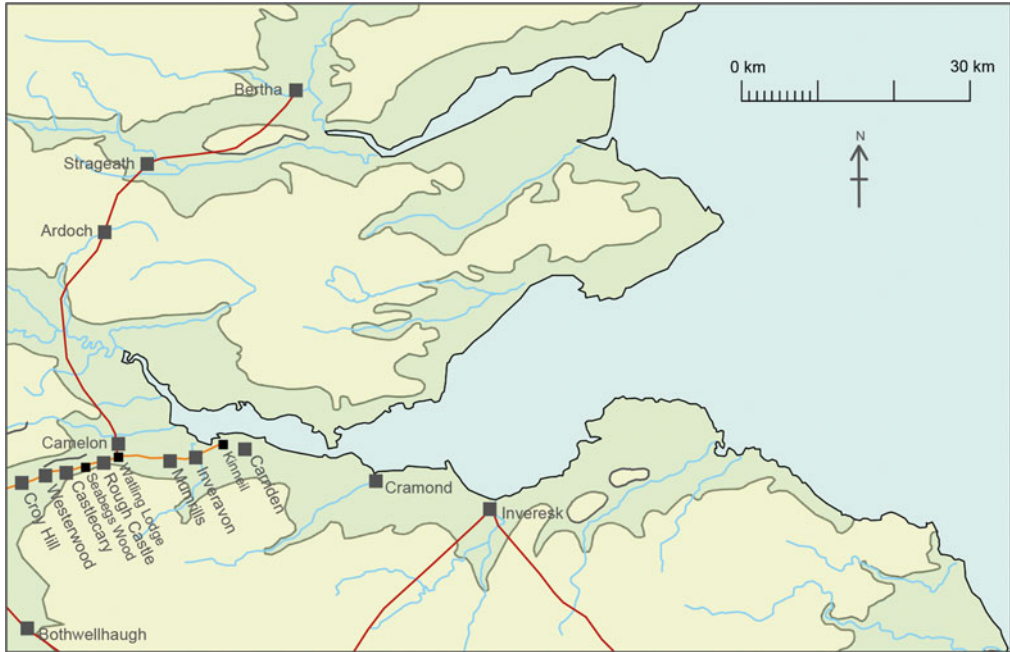 0 km 30 km
Bertha
N
Strageath
Ardoch
Camelon
Croy Hill
Westerwood
Castlecary
Seabegs Wood
Rough Castle
Watling Lodge
Mumrills
Inveravon
Kinneil
Carriden
Cramond
Inveresk
Bothwellhaugh